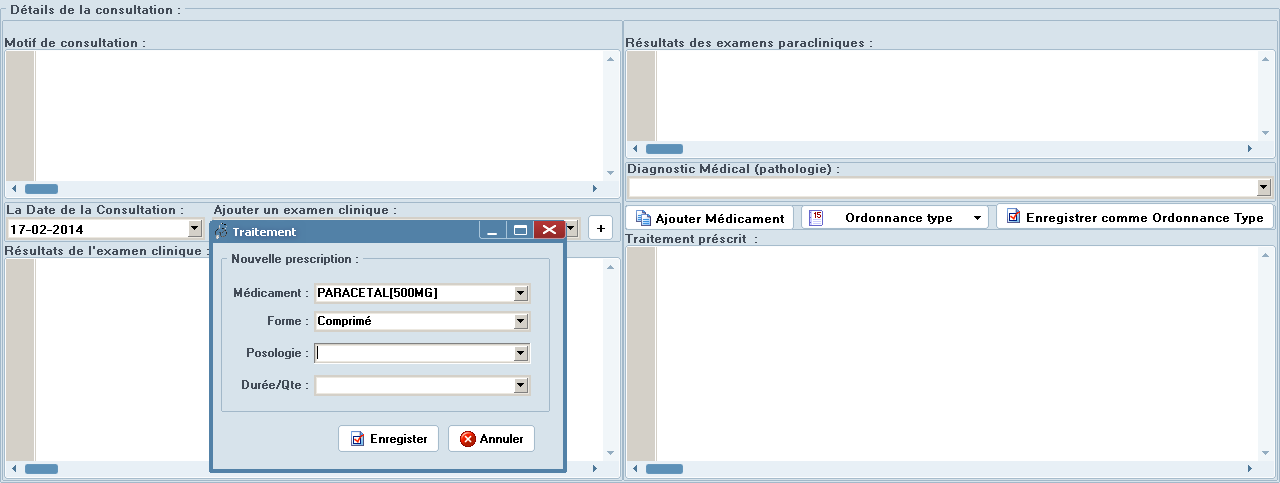 Détails de la consultation :
Motif de consultation :
Résultats des examens paracliniques :
Diagnostic Médical (pathologie) :
La Date de la Consultation :
Ajouter un examen clinique :
17-02-2014
+
Ajouter Médicament
15
Ordonnance type
Enregistrer comme Ordonnance Type
Résultats de l'examen clinique :
Traitement préscrit :
Traitement
Nouvelle prescription :
Médicament : PARACETAL[500MG]
Forme : Comprimé
Posologie :
Durée/Qte :
Enregister
Annuler